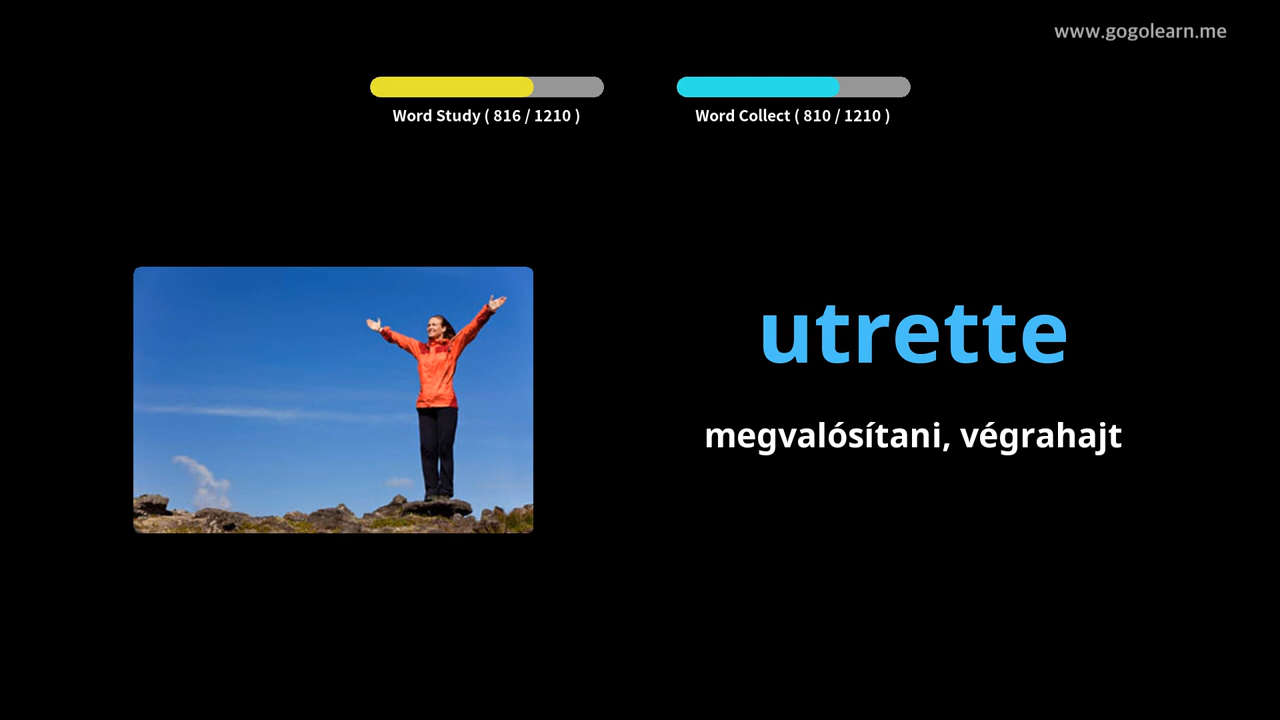 www.gogolearn.me
Word Study ( 816 / 1210 )
Word Collect ( 810 / 1210 )
utrette
megvalósítani, végrahajt